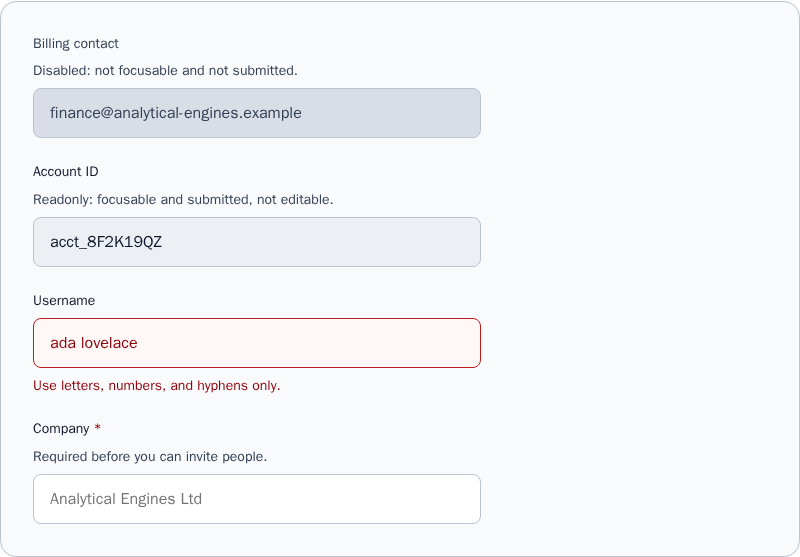 Billing contact
Disabled: not focusable and not submitted.
finance@analytical-engines.example
Account ID
Readonly: focusable and submitted, not editable.
acct_8F2K19QZ
Username
ada lovelace
Use letters, numbers, and hyphens only.
Company *
Required before you can invite people.
Analytical Engines Ltd